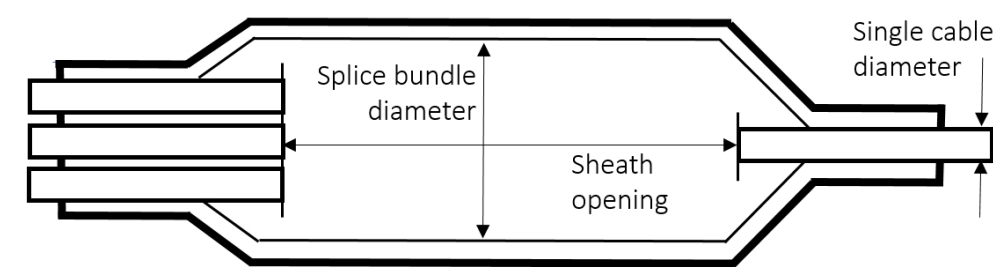 Single cable
diameter
Splice bundle
diameter
Sheath
opening